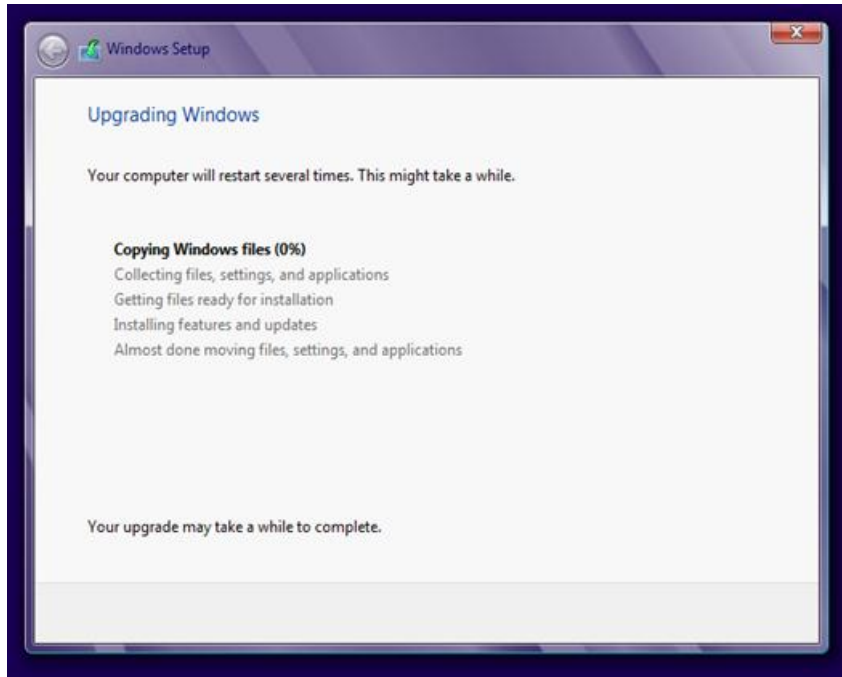 Windows Setup
Upgrading Windows
Your computer will restart several times. This might take a while.
Copying Windows files (0%)
Collecting files, settings, and applications
Getting files ready for installation
Installing features and updates
Almost done moving files, settings, and applications
Your upgrade may take a while to complete.